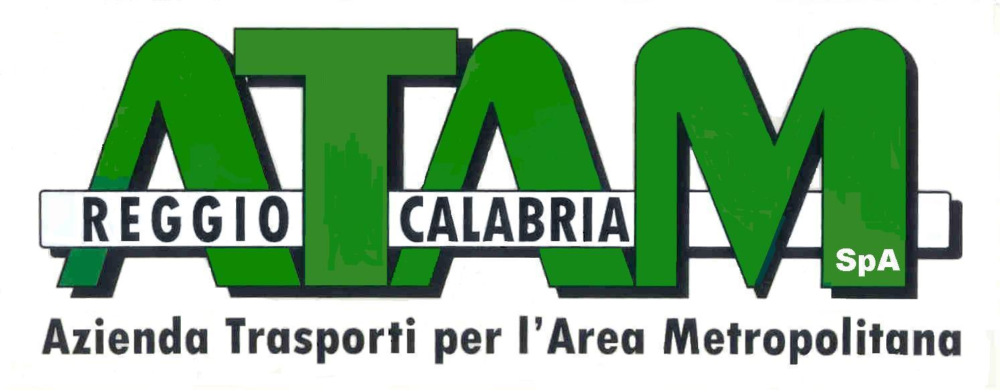 ATAM
REGGIO CALABRIA
SpA
Azienda Trasporti per l'Area Metropolitana